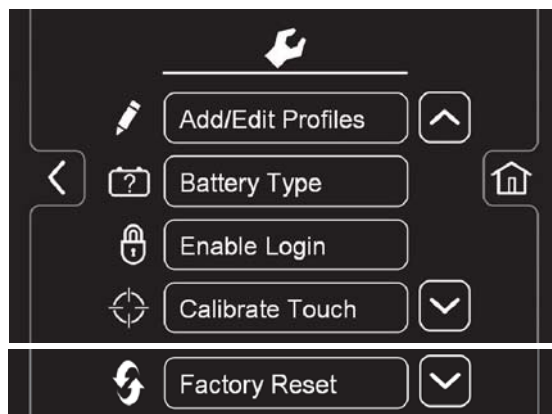 Add/Edit Profiles
?
Battery Type
Enable Login
Calibrate Touch
Factory Reset